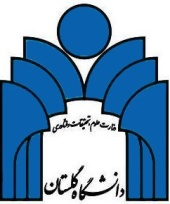 وزارت علوم، تحقیقات و فناوری
دانشگاه گلستان